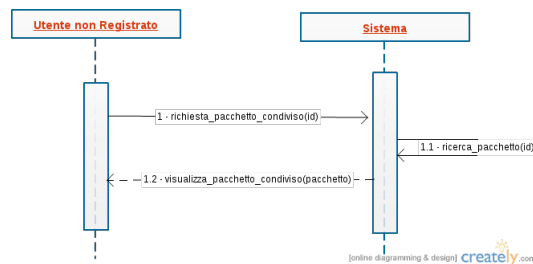 Utente non Registrato
Sistema
1 - richiesta_pacchetto_condiviso(id)
1.1 - ricerca_pacchetto(id)
1.2 - visualizza_pacchetto_condiviso(pacchetto)
[online diagramming & design] creately.com